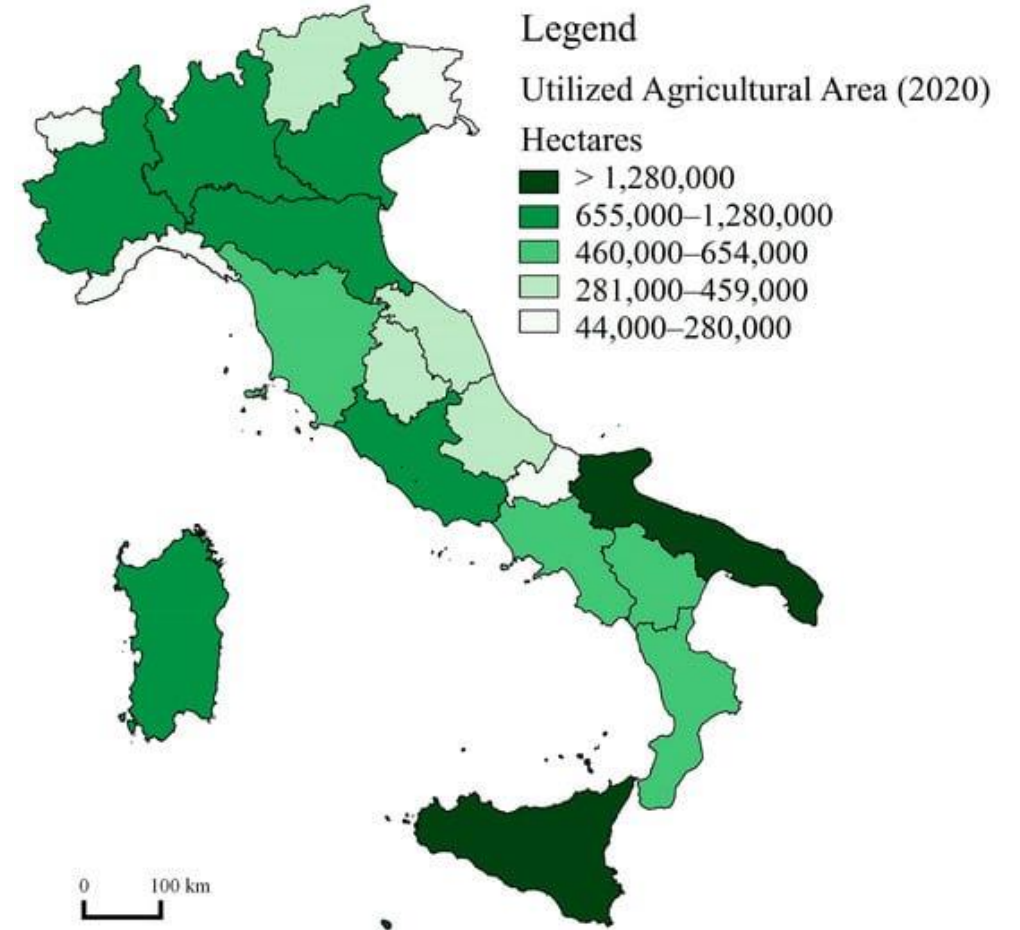 Legend
Utilized Agricultural Area (2020)
Hectares
> 1,280,000
655,000–1,280,000
460,000–654,000
281,000–459,000
44,000–280,000
0 100 km